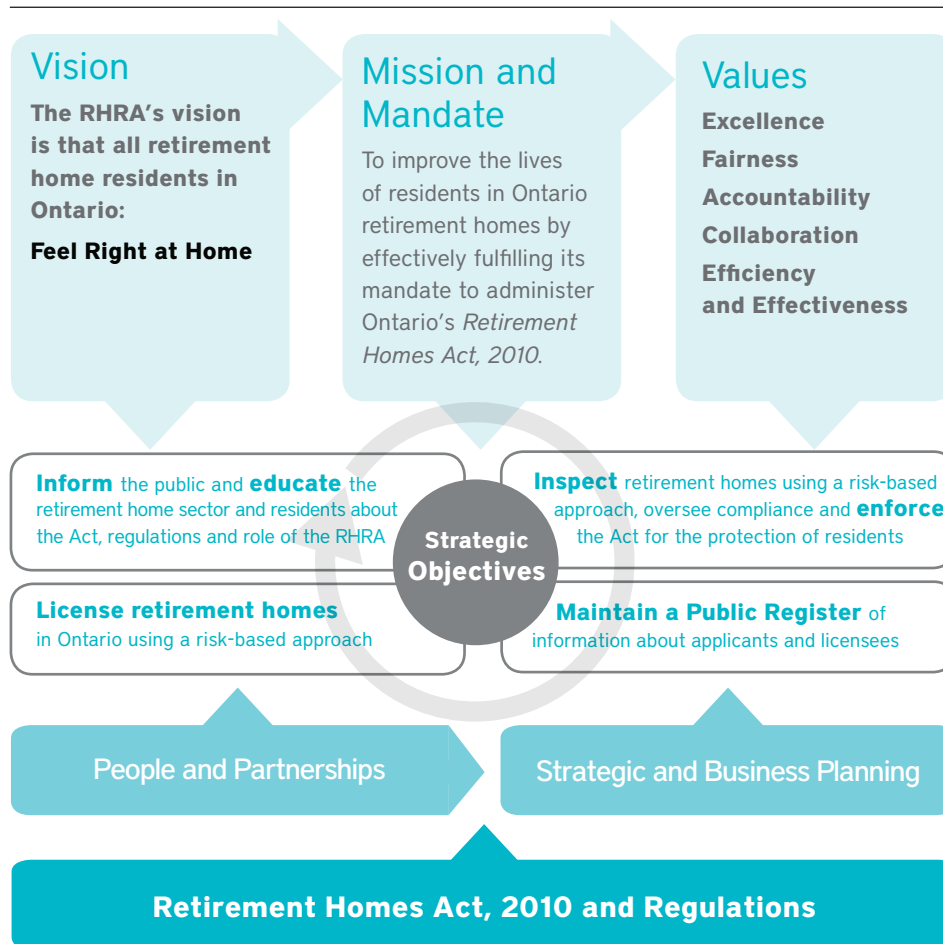 Vision
The RHRA's vision
is that all retirement
home residents in
Ontario:
Feel Right at Home
Mission and
Mandate
To improve the lives
of residents in Ontario
retirement homes by
effectively fulfilling its
mandate to administer
Ontario's Retirement
Homes Act, 2010.
Values
Excellence
Fairness
Accountability
Collaboration
Efficiency
and Effectiveness
Inform the public and educate the
retirement home sector and residents about
the Act, regulations and role of the RHRA
License retirement homes
in Ontario using a risk-based approach
Strategic
Objectives
Inspect retirement homes using a risk-based
approach, oversee compliance and enforce
the Act for the protection of residents
Maintain a Public Register of
information about applicants and licensees
People and Partnerships
Strategic and Business Planning
Retirement Homes Act, 2010 and Regulations